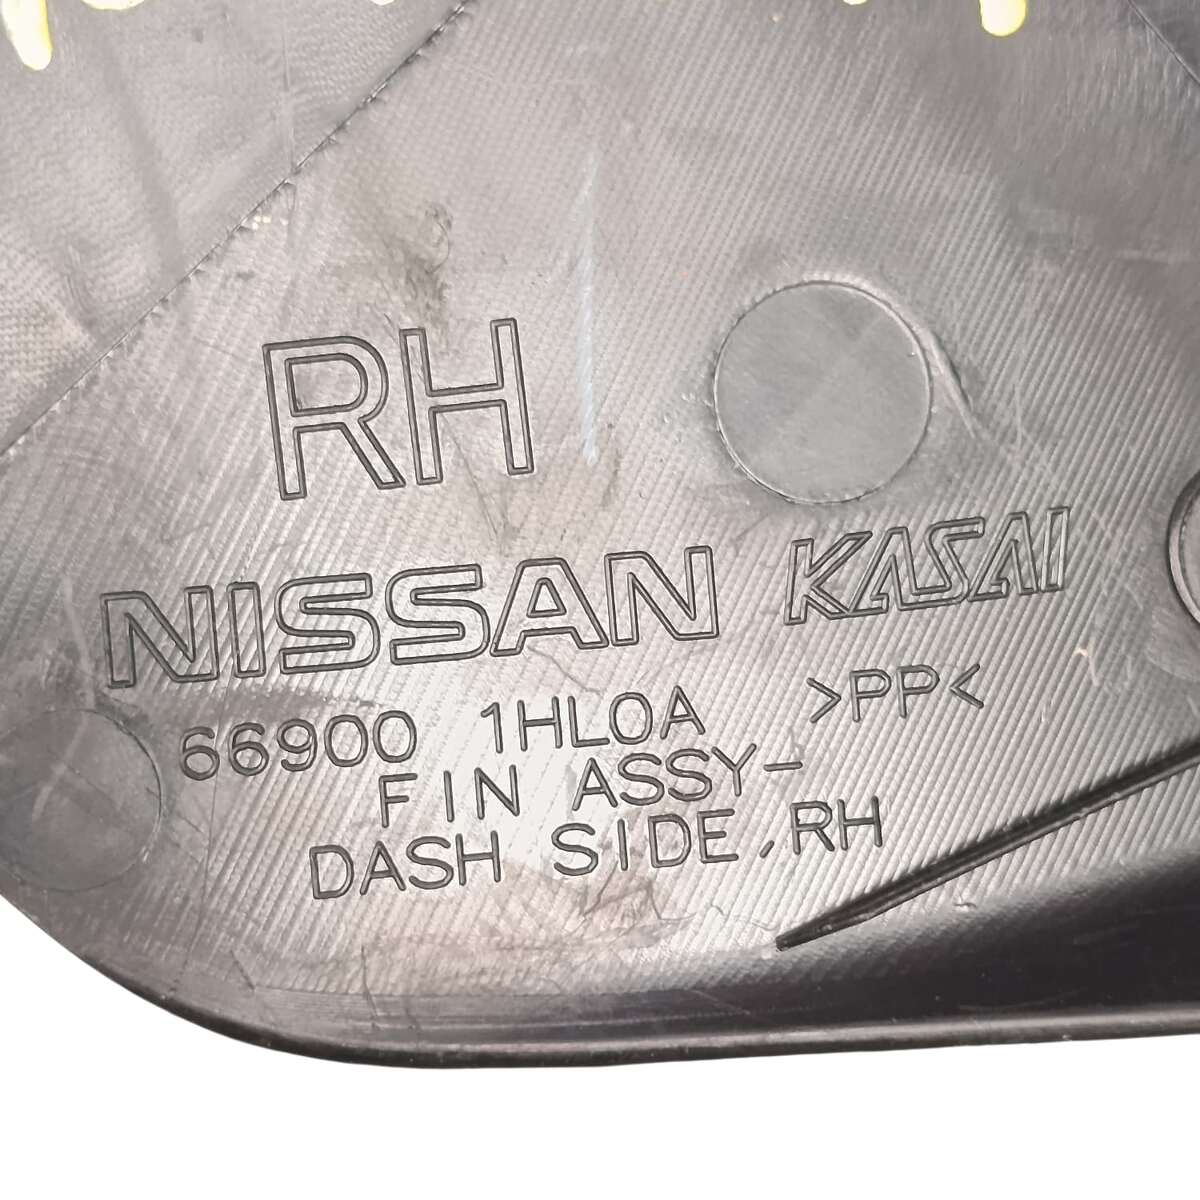 RH
NISSAN KASAI
66900 1HL0A >PP<
FIN ASSY-
DASH SIDE,RH